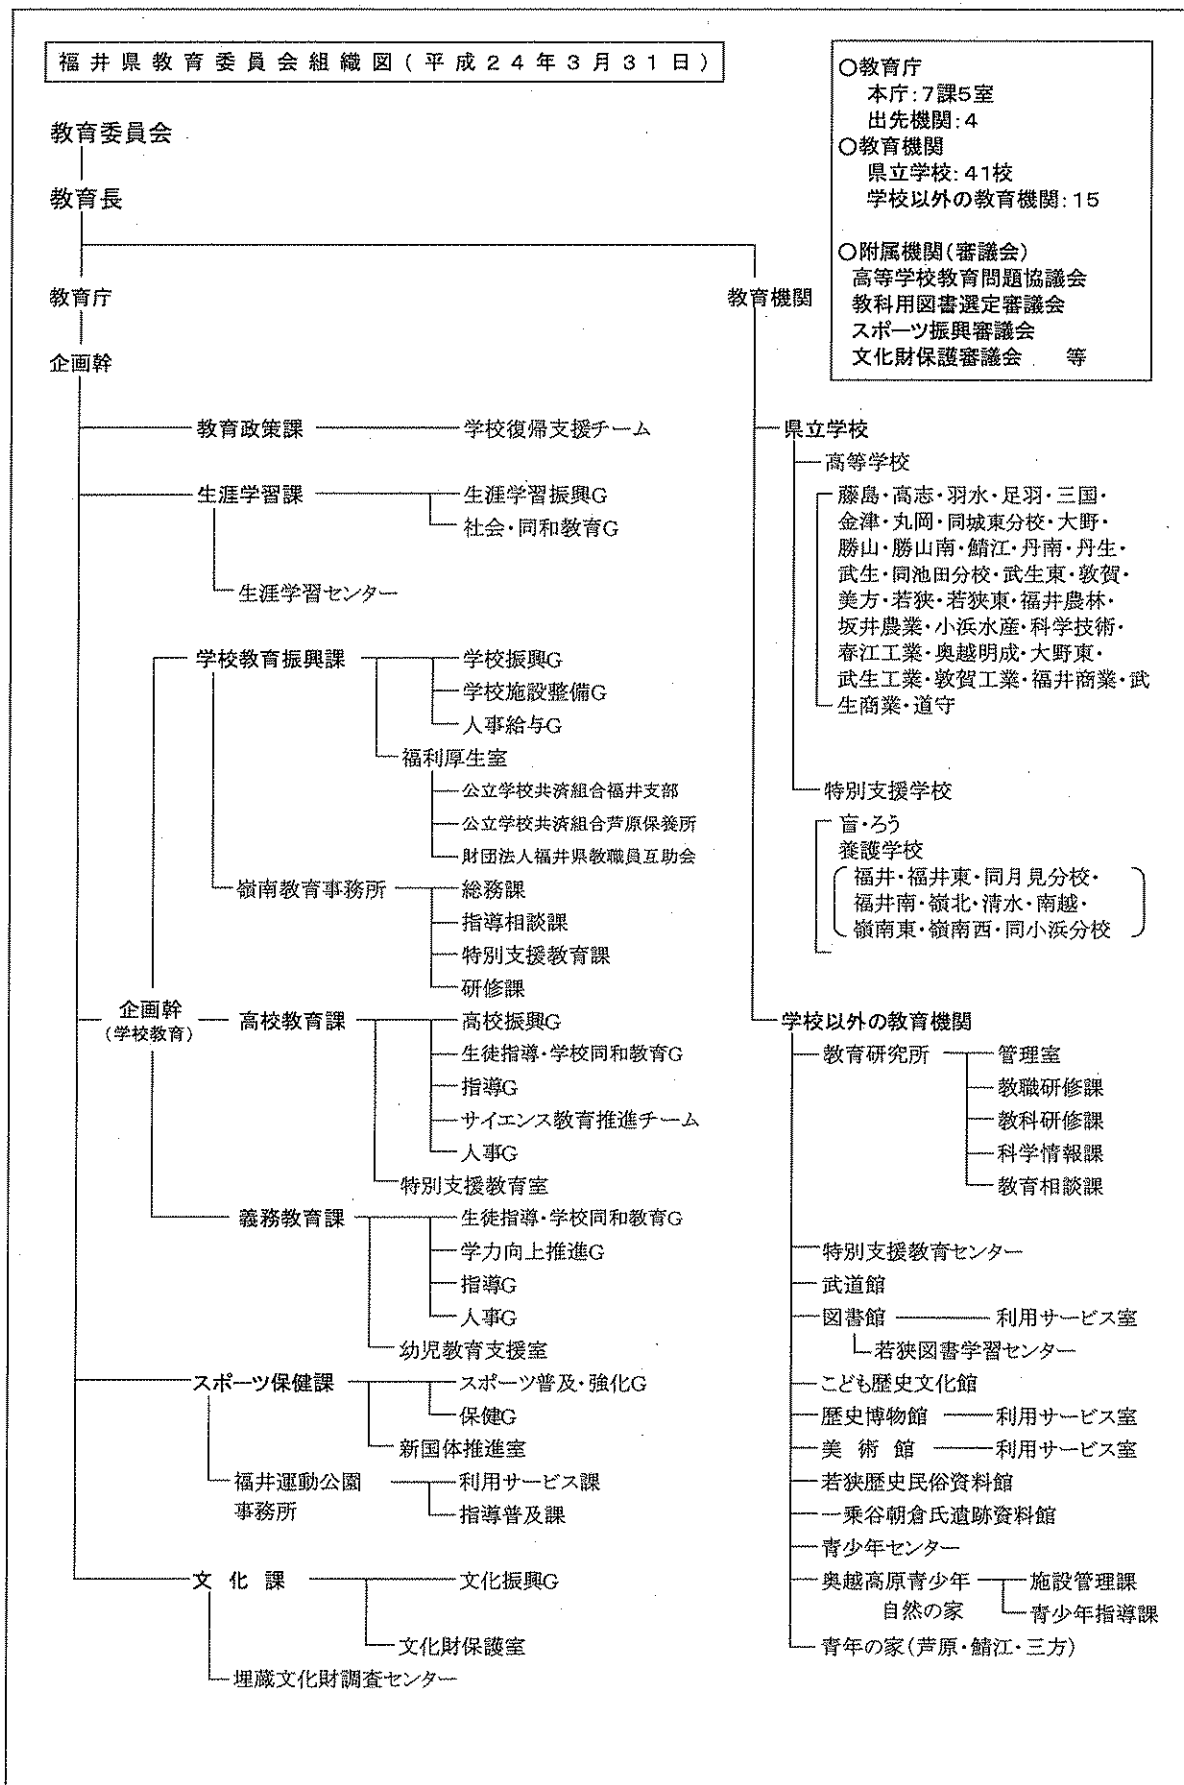 福井県教育委員会組織図(平成24年3月31日)
○教育庁
本庁:7課5室
出先機関:4
○教育機関
県立学校:41校
学校以外の教育機関:15
○附属機関(審議会)
高等学校教育問題協議会
教科用図書選定審議会
スポーツ振興審議会
文化財保護審議会 等
教育委員会
教育長
教育庁
企画幹
教育政策課
学校復帰支援チーム
生涯学習課
生涯学習振興G
社会・同和教育G
生涯学習センター
学校教育振興課
学校振興G
学校施設整備G
人事給与G
福利厚生室
公立学校共済組合福井支部
公立学校共済組合芦原保養所
財団法人福井県教職員互助会
嶺南教育事務所
総務課
指導相談課
特別支援教育課
研修課
企画幹
(学校教育)
高校教育課
高校振興G
生徒指導・学校同和教育G
指導G
サイエンス教育推進チーム
人事G
特別支援教育室
義務教育課
生徒指導・学校同和教育G
学力向上推進G
指導G
人事G
幼児教育支援室
スポーツ保健課
スポーツ普及・強化G
保健G
新国体推進室
福井運動公園
事務所
利用サービス課
指導普及課
文化課
文化振興G
文化財保護室
埋蔵文化財調査センター
教育機関
県立学校
高等学校
藤島・高志・羽水・足羽・三国・
金津・丸岡・同城東分校・大野・
勝山・勝山南・鯖江・丹南・丹生・
武生・同池田分校・武生東・敦賀・
美方・若狭・若狭東・福井農林・
坂井農業・小浜水産・科学技術・
春江工業・奥越明成・大野東・
武生工業・敦賀工業・福井商業・武
生商業・道守
特別支援学校
盲・ろう
養護学校
福井・福井東・同月見分校・
福井南・嶺北・清水・南越・
嶺南東・嶺南西・同小浜分校
学校以外の教育機関
教育研究所
管理室
教職研修課
教科研修課
科学情報課
教育相談課
特別支援教育センター
武道館
図書館
利用サービス室
若狭図書学習センター
こども歴史文化館
歴史博物館
利用サービス室
美術館
利用サービス室
若狭歴史民俗資料館
一乗谷朝倉氏遺跡資料館
青少年センター
奥越高原青少年
自然の家
施設管理課
青少年指導課
青年の家(芦原・鯖江・三方)